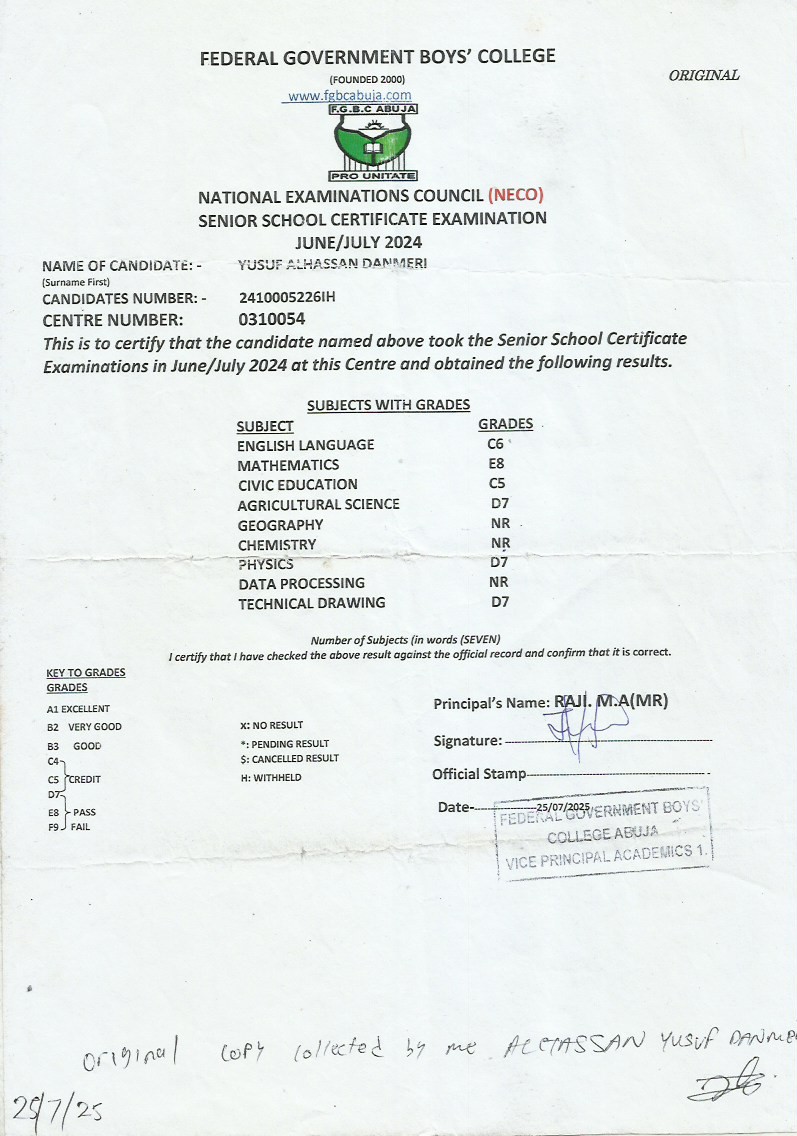 FEDERAL GOVERNMENT BOYS' COLLEGE
(FOUNDED 2000)
ORIGINAL
www.fgbcabuja.com
F.G.B.C ABUJA
PRO UNITATE
NATIONAL EXAMINATIONS COUNCIL (NECO)
SENIOR SCHOOL CERTIFICATE EXAMINATION
JUNE/JULY 2024
NAME OF CANDIDATE: - YUSUF ALHASSAN DANMERI
(Surname First)
CANDIDATES NUMBER: - 2410005226IH
CENTRE NUMBER: 0310054
This is to certify that the candidate named above took the Senior School Certificate
Examinations in June/July 2024 at this Centre and obtained the following results.
SUBJECTS WITH GRADES
SUBJECT GRADES
ENGLISH LANGUAGE C6
MATHEMATICS E8
CIVIC EDUCATION C5
AGRICULTURAL SCIENCE D7
GEOGRAPHY NR
CHEMISTRY NR
PHYSICS D7
DATA PROCESSING NR
TECHNICAL DRAWING D7
Number of Subjects (in words (SEVEN)
I certify that I have checked the above result against the official record and confirm that it is correct.
KEY TO GRADES
GRADES
A1 EXCELLENT
B2 VERY GOOD
B3 GOOD
C4
C5 CREDIT
D7
E8 PASS
F9 FAIL
X: NO RESULT
*: PENDING RESULT
$: CANCELLED RESULT
H: WITHHELD
Principal's Name: RAJI. M.A(MR)
Signature:
Official Stamp
Date- 25/07/2025
FEDERAL GOVERNMENT BOYS'
COLLEGE ABUJA
VICE PRINCIPAL ACADEMICS 1.
Original copy collected by me ALHASSAN YUSUF DANME
25/7/25